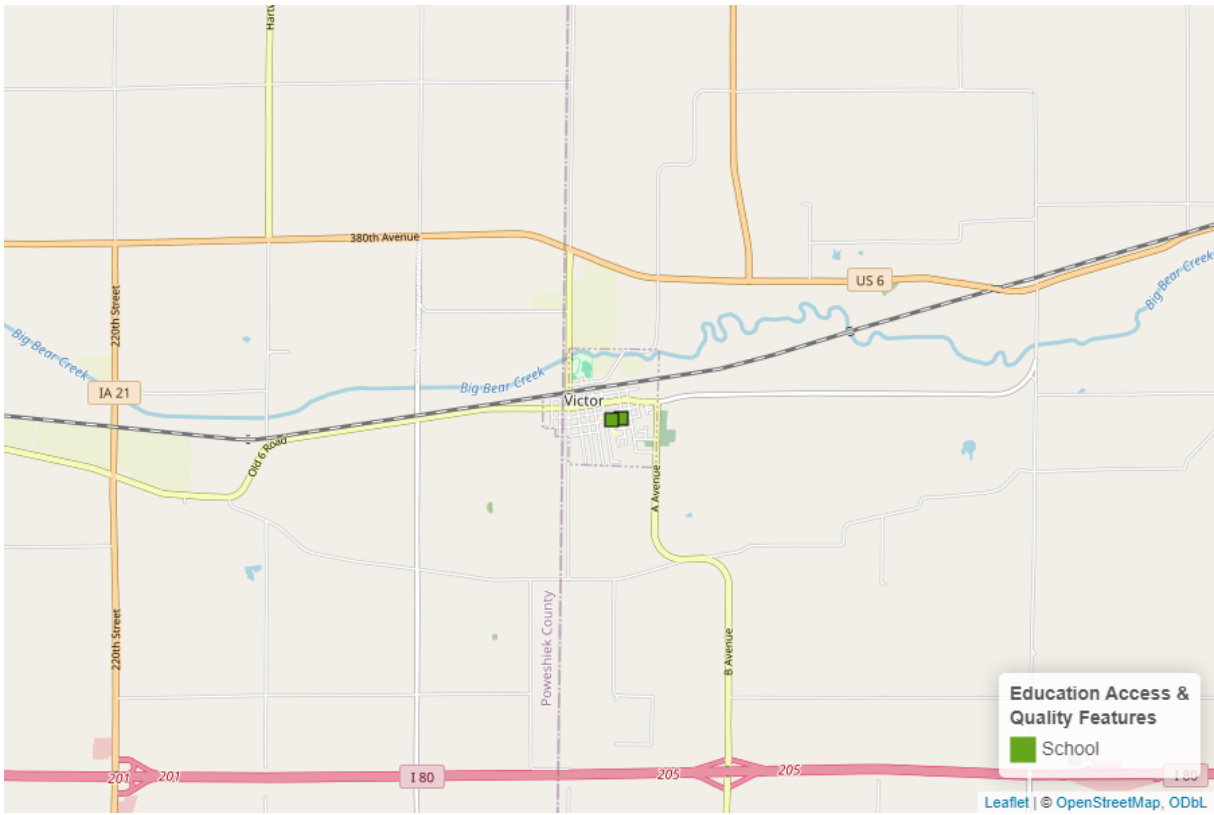 Hartw
380th Avenue
220th Street
US 6
Big Bear Creek
Big Bear Creek
IA 21
Big Bear Creek
Victor
Old 6 Road
A Avenue
220th Street
Poweshiek County
B Avenue
Education Access &
Quality Features
School
201
201
I 80
205
205
I 80
Leaflet | © OpenStreetMap, ODbL